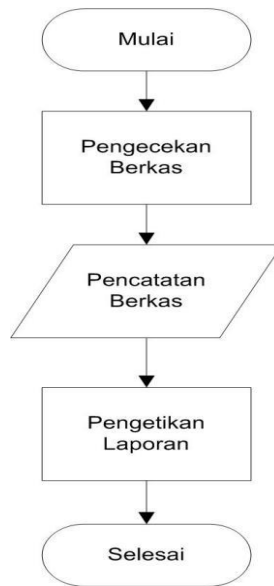 Mulai
Pengecekan
Berkas
Pencatatan
Berkas
Pengetikan
Laporan
Selesai